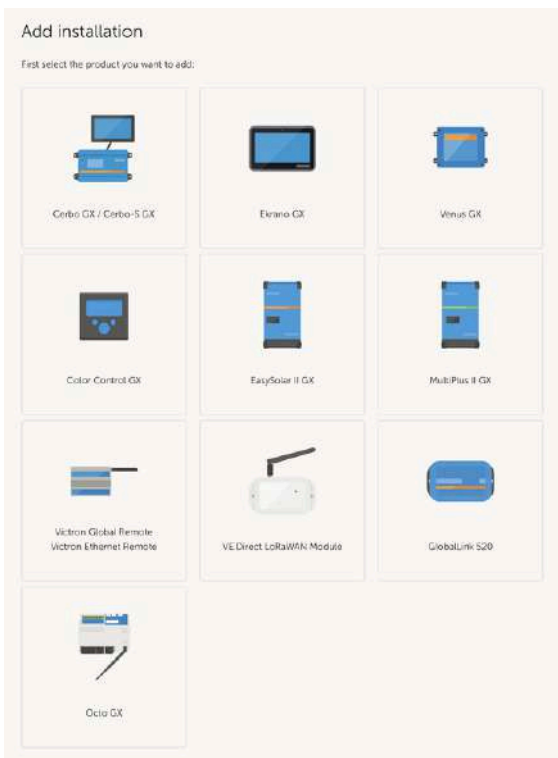 Add installation
First select the product you want to add:
Cerbo GX / Cerbo-S GX
Ekrano GX
Venus GX
Color Control GX
EasySolar II GX
MultiPlus II GX
Victron Global Remote
Victron Ethernet Remote
VE.Direct LoRaWAN Module
GlobalLink 520
Octo GX